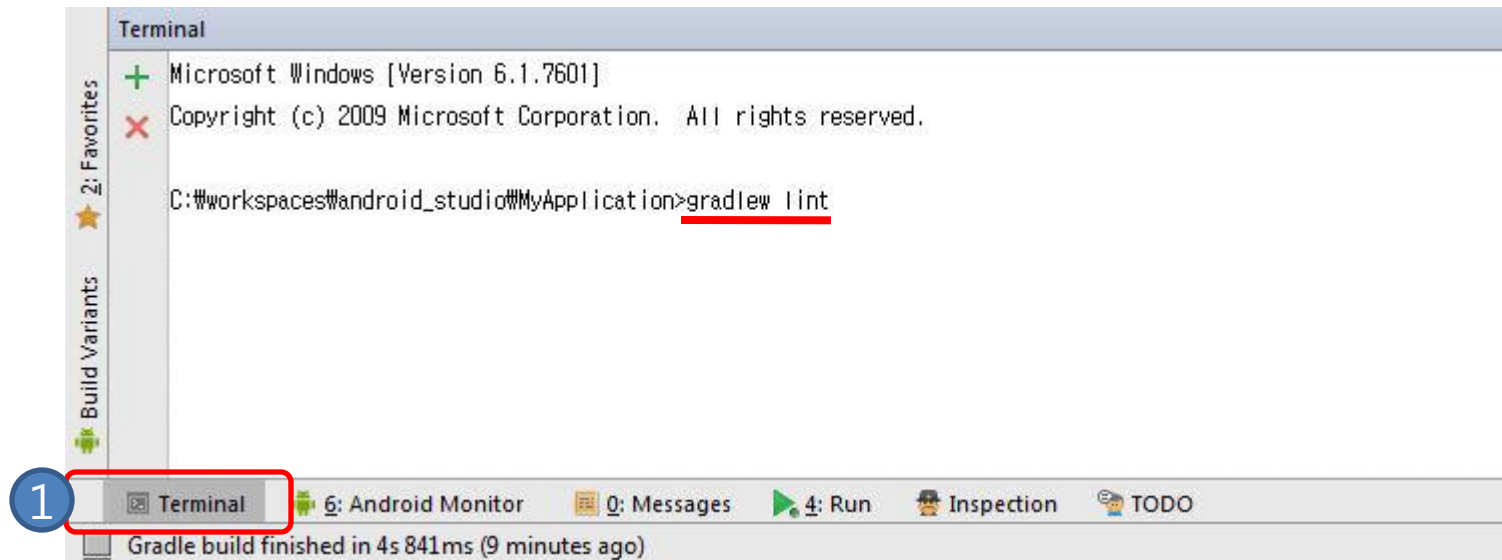 Terminal
Microsoft Windows [Version 6.1.7601]
Copyright (c) 2009 Microsoft Corporation.  All rights reserved.
C:₩workspaces₩android_studio₩MyApplication>gradlew lint
2: Favorites
Build Variants
1
Terminal
6: Android Monitor
0: Messages
4: Run
Inspection
TODO
Gradle build finished in 4s 841ms (9 minutes ago)